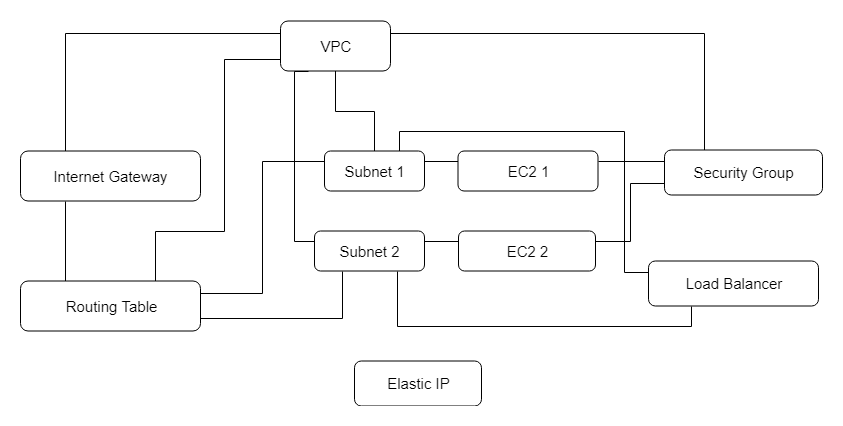 VPC
Internet Gateway
Subnet 1
EC2 1
Security Group
Subnet 2
EC2 2
Load Balancer
Routing Table
Elastic IP